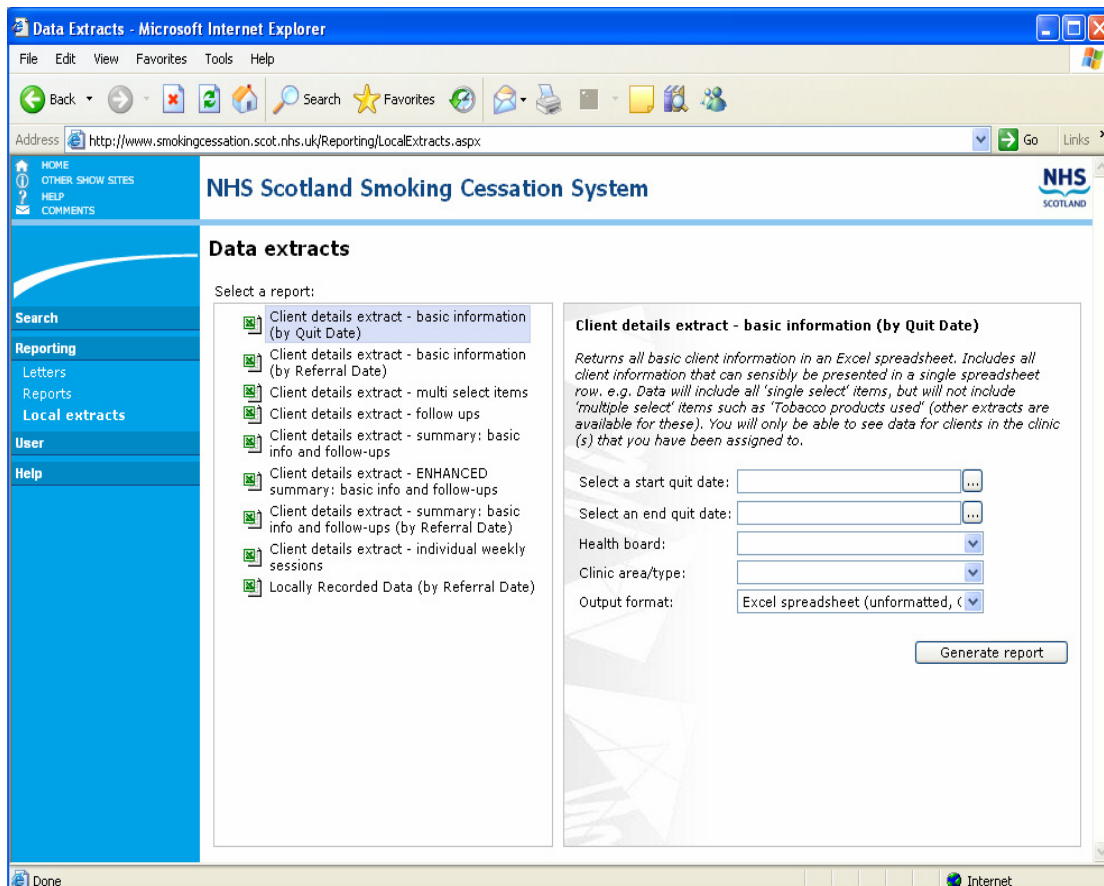 Data Extracts - Microsoft Internet Explorer
File Edit View Favorites Tools Help
Back Search Favorites
Address http://www.smokingcessation.scot.nhs.uk/Reporting/LocalExtracts.aspx Go Links »
HOME
OTHER SHOW SITES
HELP
COMMENTS
NHS Scotland Smoking Cessation System
NHS
SCOTLAND
Search
Reporting
Letters
Reports
Local extracts
User
Help
Data extracts
Select a report:
Client details extract - basic information
(by Quit Date)
Client details extract - basic information
(by Referral Date)
Client details extract - multi select items
Client details extract - follow ups
Client details extract - summary: basic
info and follow-ups
Client details extract - ENHANCED
summary: basic info and follow-ups
Client details extract - summary: basic
info and follow-ups (by Referral Date)
Client details extract - individual weekly
sessions
Locally Recorded Data (by Referral Date)
Client details extract - basic information (by Quit Date)
Returns all basic client information in an Excel spreadsheet. Includes all
client information that can sensibly be presented in a single spreadsheet
row. e.g. Data will include all 'single select' items, but will not include
'multiple select' items such as 'Tobacco products used' (other extracts are
available for these). You will only be able to see data for clients in the clinic
(s) that you have been assigned to.
Select a start quit date: ...
Select an end quit date: ...
Health board:
Clinic area/type:
Output format: Excel spreadsheet (unformatted, (
Generate report
Done Internet